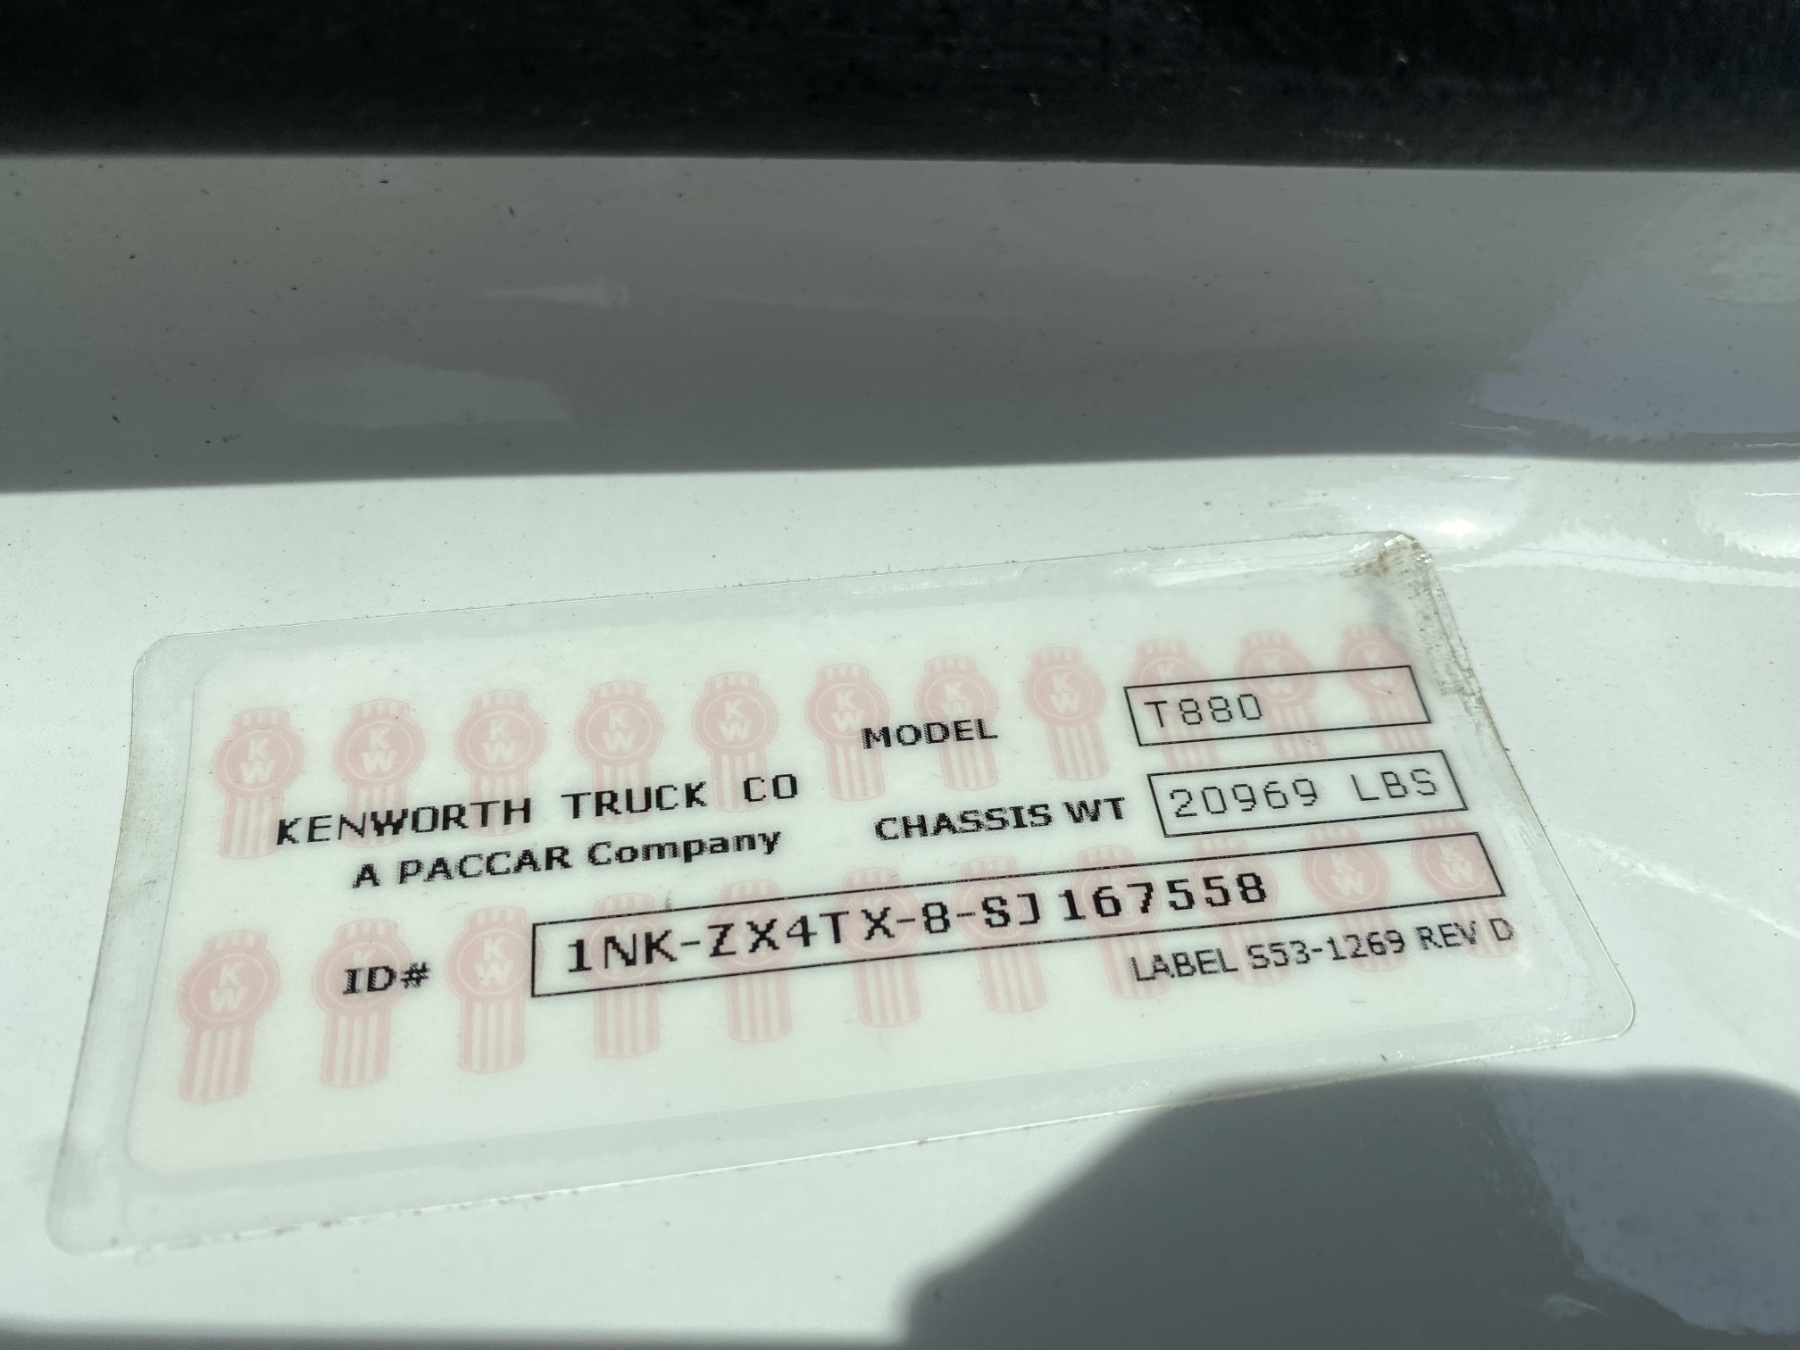 MODEL T880
KENWORTH TRUCK CO
A PACCAR Company
CHASSIS WT 20969 LBS
ID# 1NK-ZX4TX-8-SJ167558
LABEL S53-1269 REV D